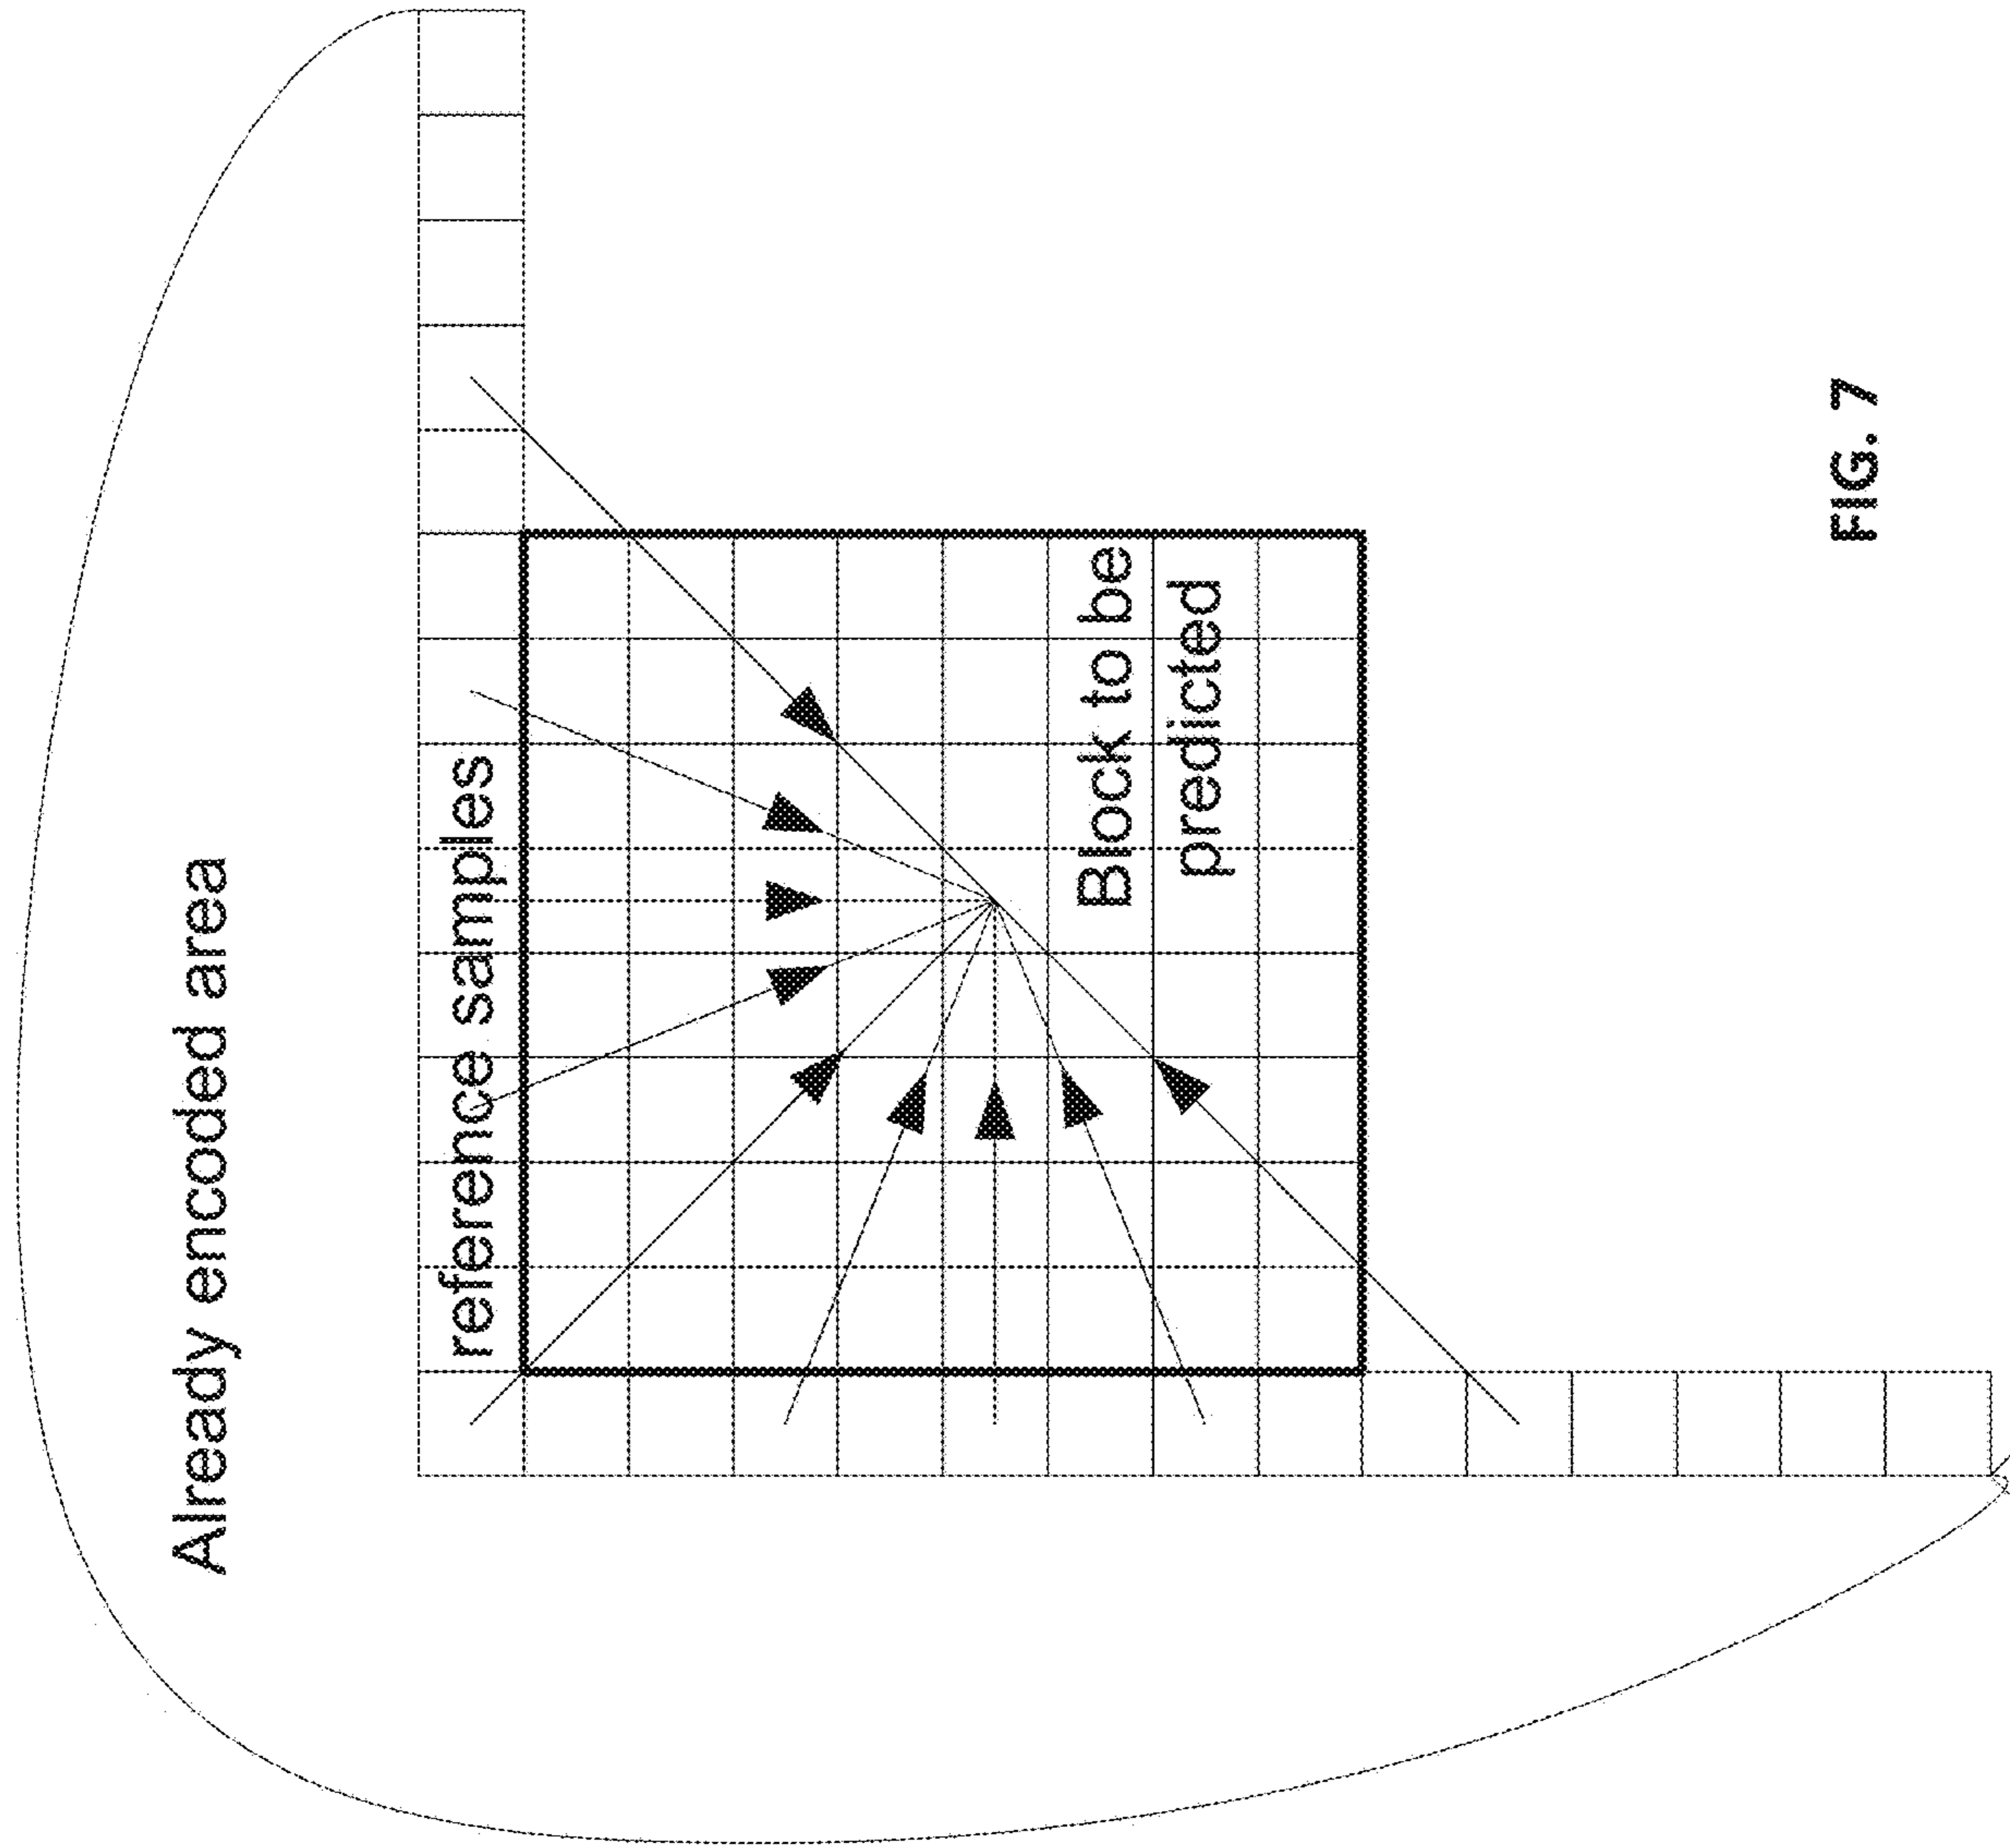 Already encoded area
reference samples
Block to be
predicted
FIG. 7